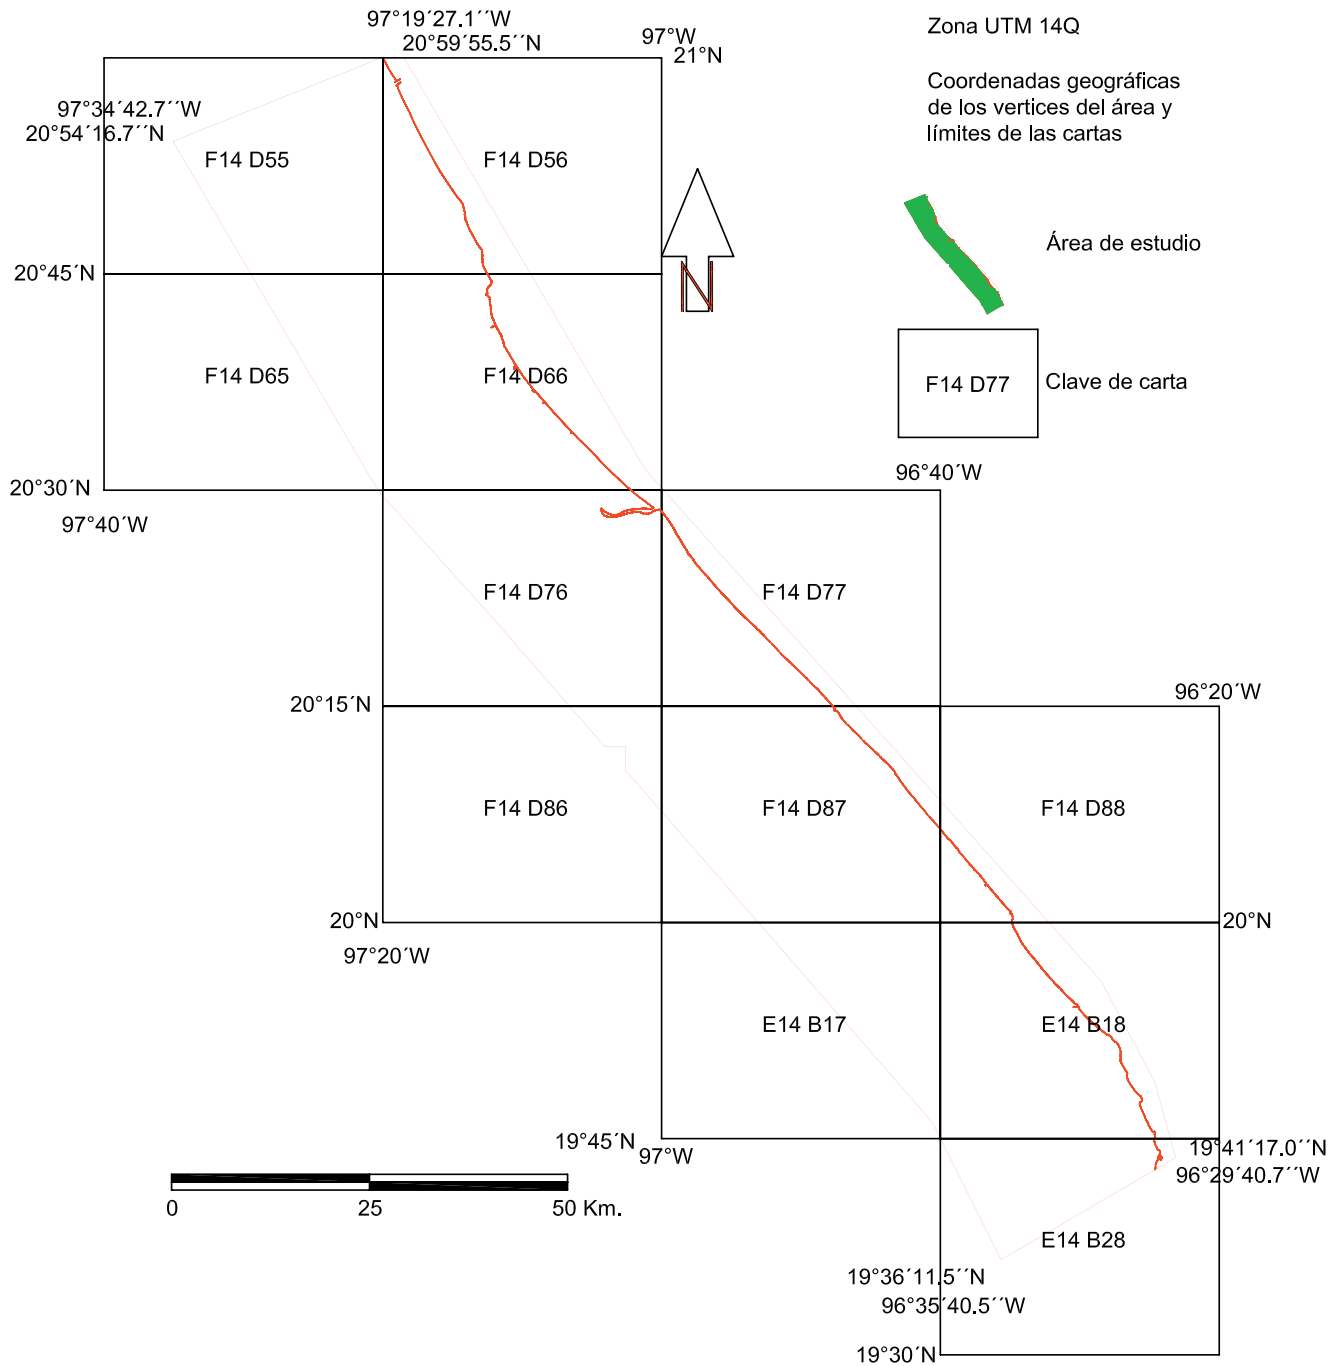 97°19´27.1´´W
20°59´55.5´´N
97°W
21°N
Zona UTM 14Q
Coordenadas geográficas
de los vertices del área y
límites de las cartas
97°34´42.7´´W
20°54´16.7´´N
F14 D55
F14 D56
N
Área de estudio
20°45´N
F14 D65
F14 D66
F14 D77
Clave de carta
20°30´N
97°40´W
96°40´W
F14 D76
F14 D77
20°15´N
96°20´W
F14 D86
F14 D87
F14 D88
20°N
20°N
97°20´W
E14 B17
E14 B18
19°45´N
97°W
19°41´17.0´´N
96°29´40.7´´W
0 25 50 Km.
E14 B28
19°36´11.5´´N
96°35´40.5´´W
19°30´N